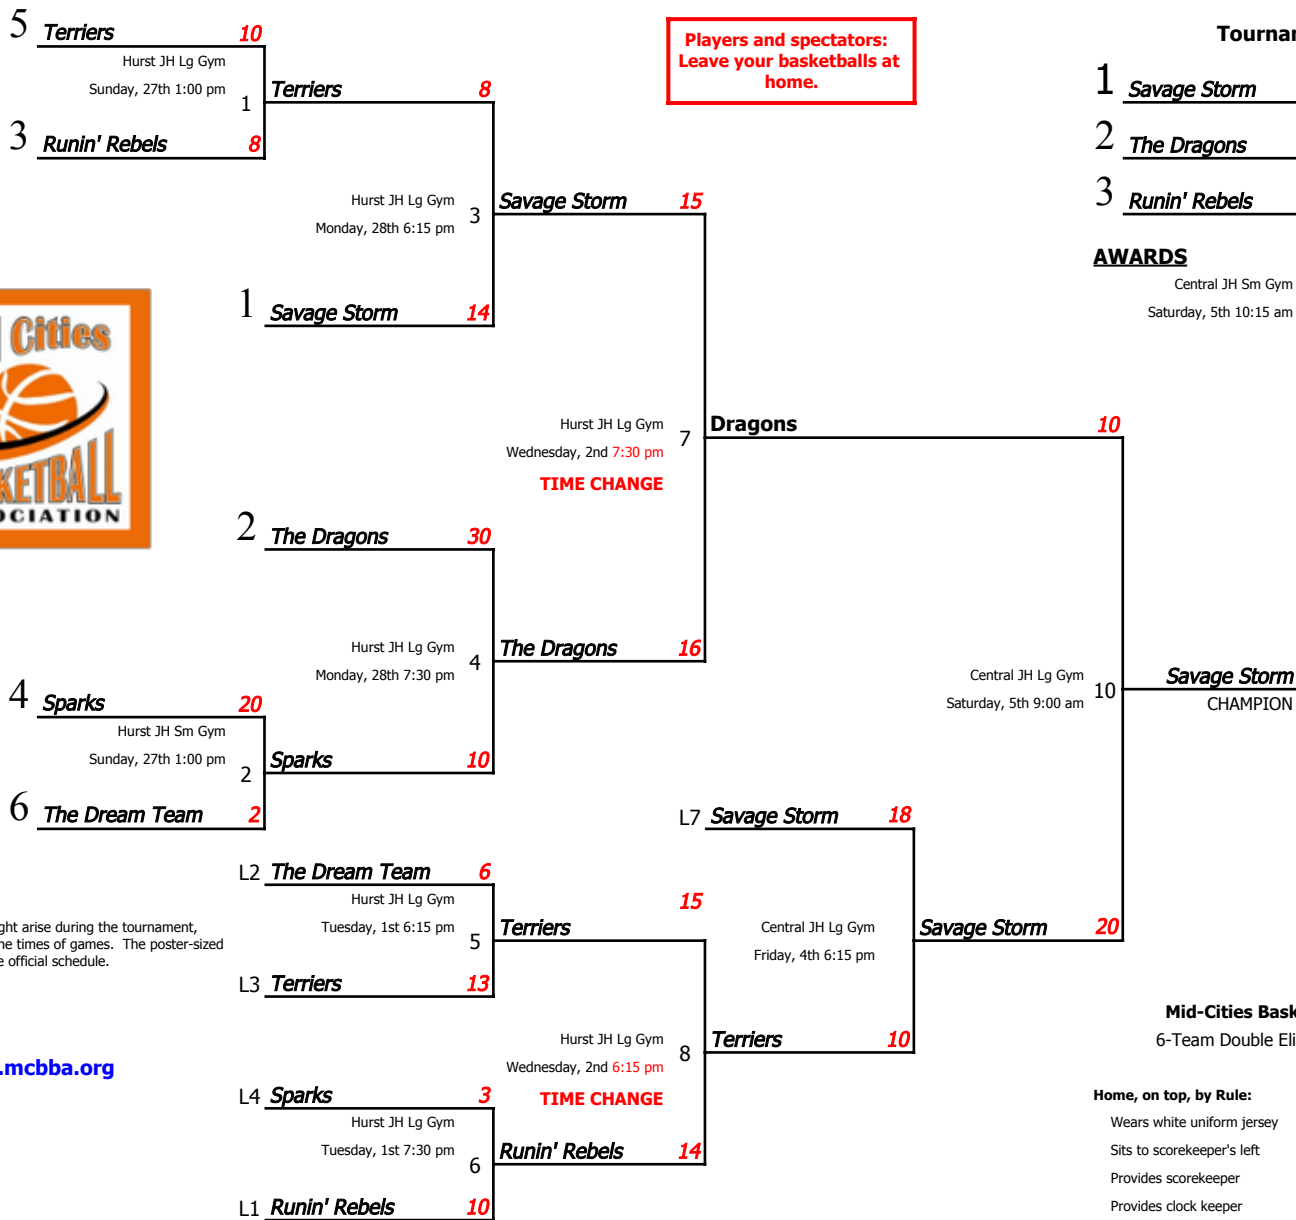 5 Terriers 10
Hurst JH Lg Gym
Sunday, 27th 1:00 pm
1
3 Runin' Rebels 8
Terriers 8
Hurst JH Lg Gym
Monday, 28th 6:15 pm
3
1 Savage Storm 14
Savage Storm 15
Players and spectators:
Leave your basketballs at
home.
Tournam
1 Savage Storm
2 The Dragons
3 Runin' Rebels
AWARDS
Central JH Sm Gym
Saturday, 5th 10:15 am
Cities
KETBALL
OCIATION
Hurst JH Lg Gym
Wednesday, 2nd 7:30 pm
TIME CHANGE
7
Dragons 10
2 The Dragons 30
Hurst JH Lg Gym
Monday, 28th 7:30 pm
4
The Dragons 16
4 Sparks 20
Hurst JH Sm Gym
Sunday, 27th 1:00 pm
2
6 The Dream Team 2
Sparks 10
Central JH Lg Gym
Saturday, 5th 9:00 am
10
Savage Storm
CHAMPION
L7 Savage Storm 18
L2 The Dream Team 6
Hurst JH Lg Gym
Tuesday, 1st 6:15 pm
5
L3 Terriers 13
Terriers 15
Central JH Lg Gym
Friday, 4th 6:15 pm
Savage Storm 20
ght arise during the tournament,
he times of games. The poster-sized
e official schedule.
Hurst JH Lg Gym
Wednesday, 2nd 6:15 pm
TIME CHANGE
8
Terriers 10
.mcbba.org
L4 Sparks 3
Hurst JH Lg Gym
Tuesday, 1st 7:30 pm
6
L1 Runin' Rebels 10
Runin' Rebels 14
Mid-Cities Bask
6-Team Double Eli
Home, on top, by Rule:
Wears white uniform jersey
Sits to scorekeeper's left
Provides scorekeeper
Provides clock keeper